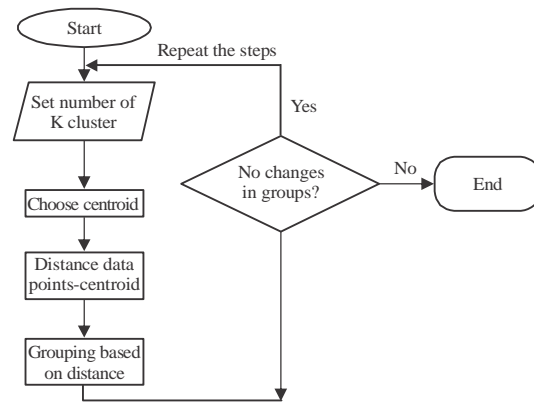 Start
Repeat the steps
Set number of
K cluster
Yes
Choose centroid
No changes
in groups?
No
End
Distance data
points-centroid
Grouping based
on distance